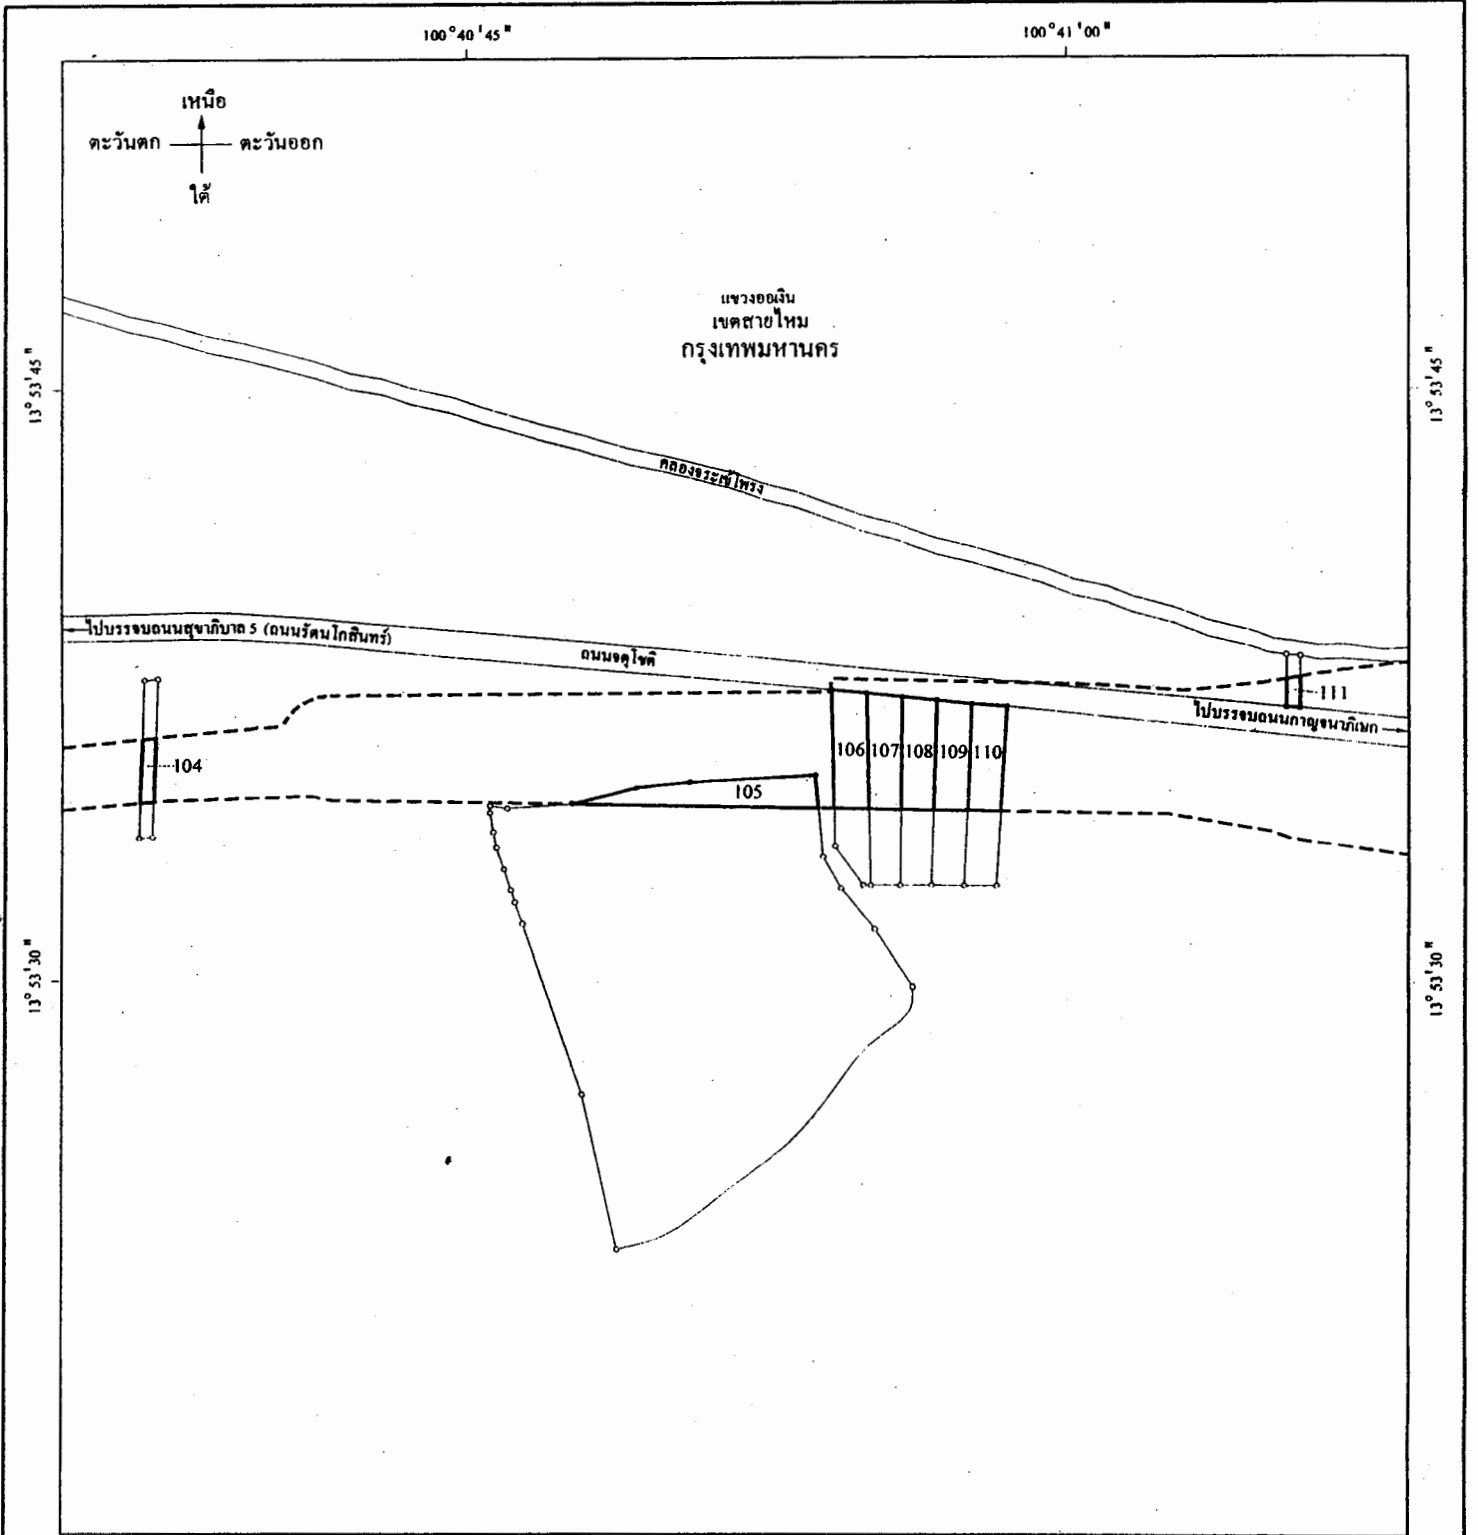 100°40'45"
100°41'00"
เหนือ
ตะวันตก
ตะวันออก
ใต้
แขวงออเงิน
เขตสายไหม
กรุงเทพมหานคร
13°53'45"
13°53'45"
คลองจระเข้โพรง
ไปบรรจบถนนสุขาภิบาล 5 (ถนนรัตนโกสินทร์)
ถนนจตุโชติ
111
ไปบรรจบถนนกาญจนาภิเษก
104
106
107
108
109
110
105
13°53'30"
13°53'30"